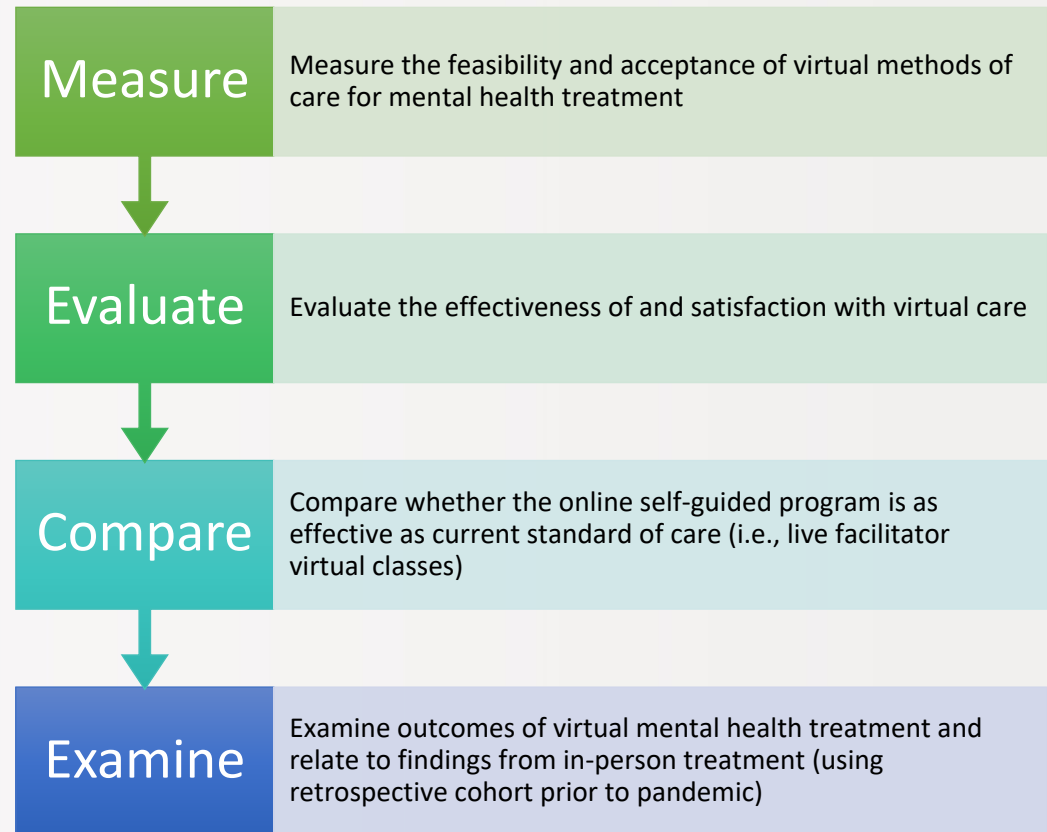 Measure
Measure the feasibility and acceptance of virtual methods of
care for mental health treatment
Evaluate
Evaluate the effectiveness of and satisfaction with virtual care
Compare
Compare whether the online self-guided program is as
effective as current standard of care (i.e., live facilitator
virtual classes)
Examine
Examine outcomes of virtual mental health treatment and
relate to findings from in-person treatment (using
retrospective cohort prior to pandemic)